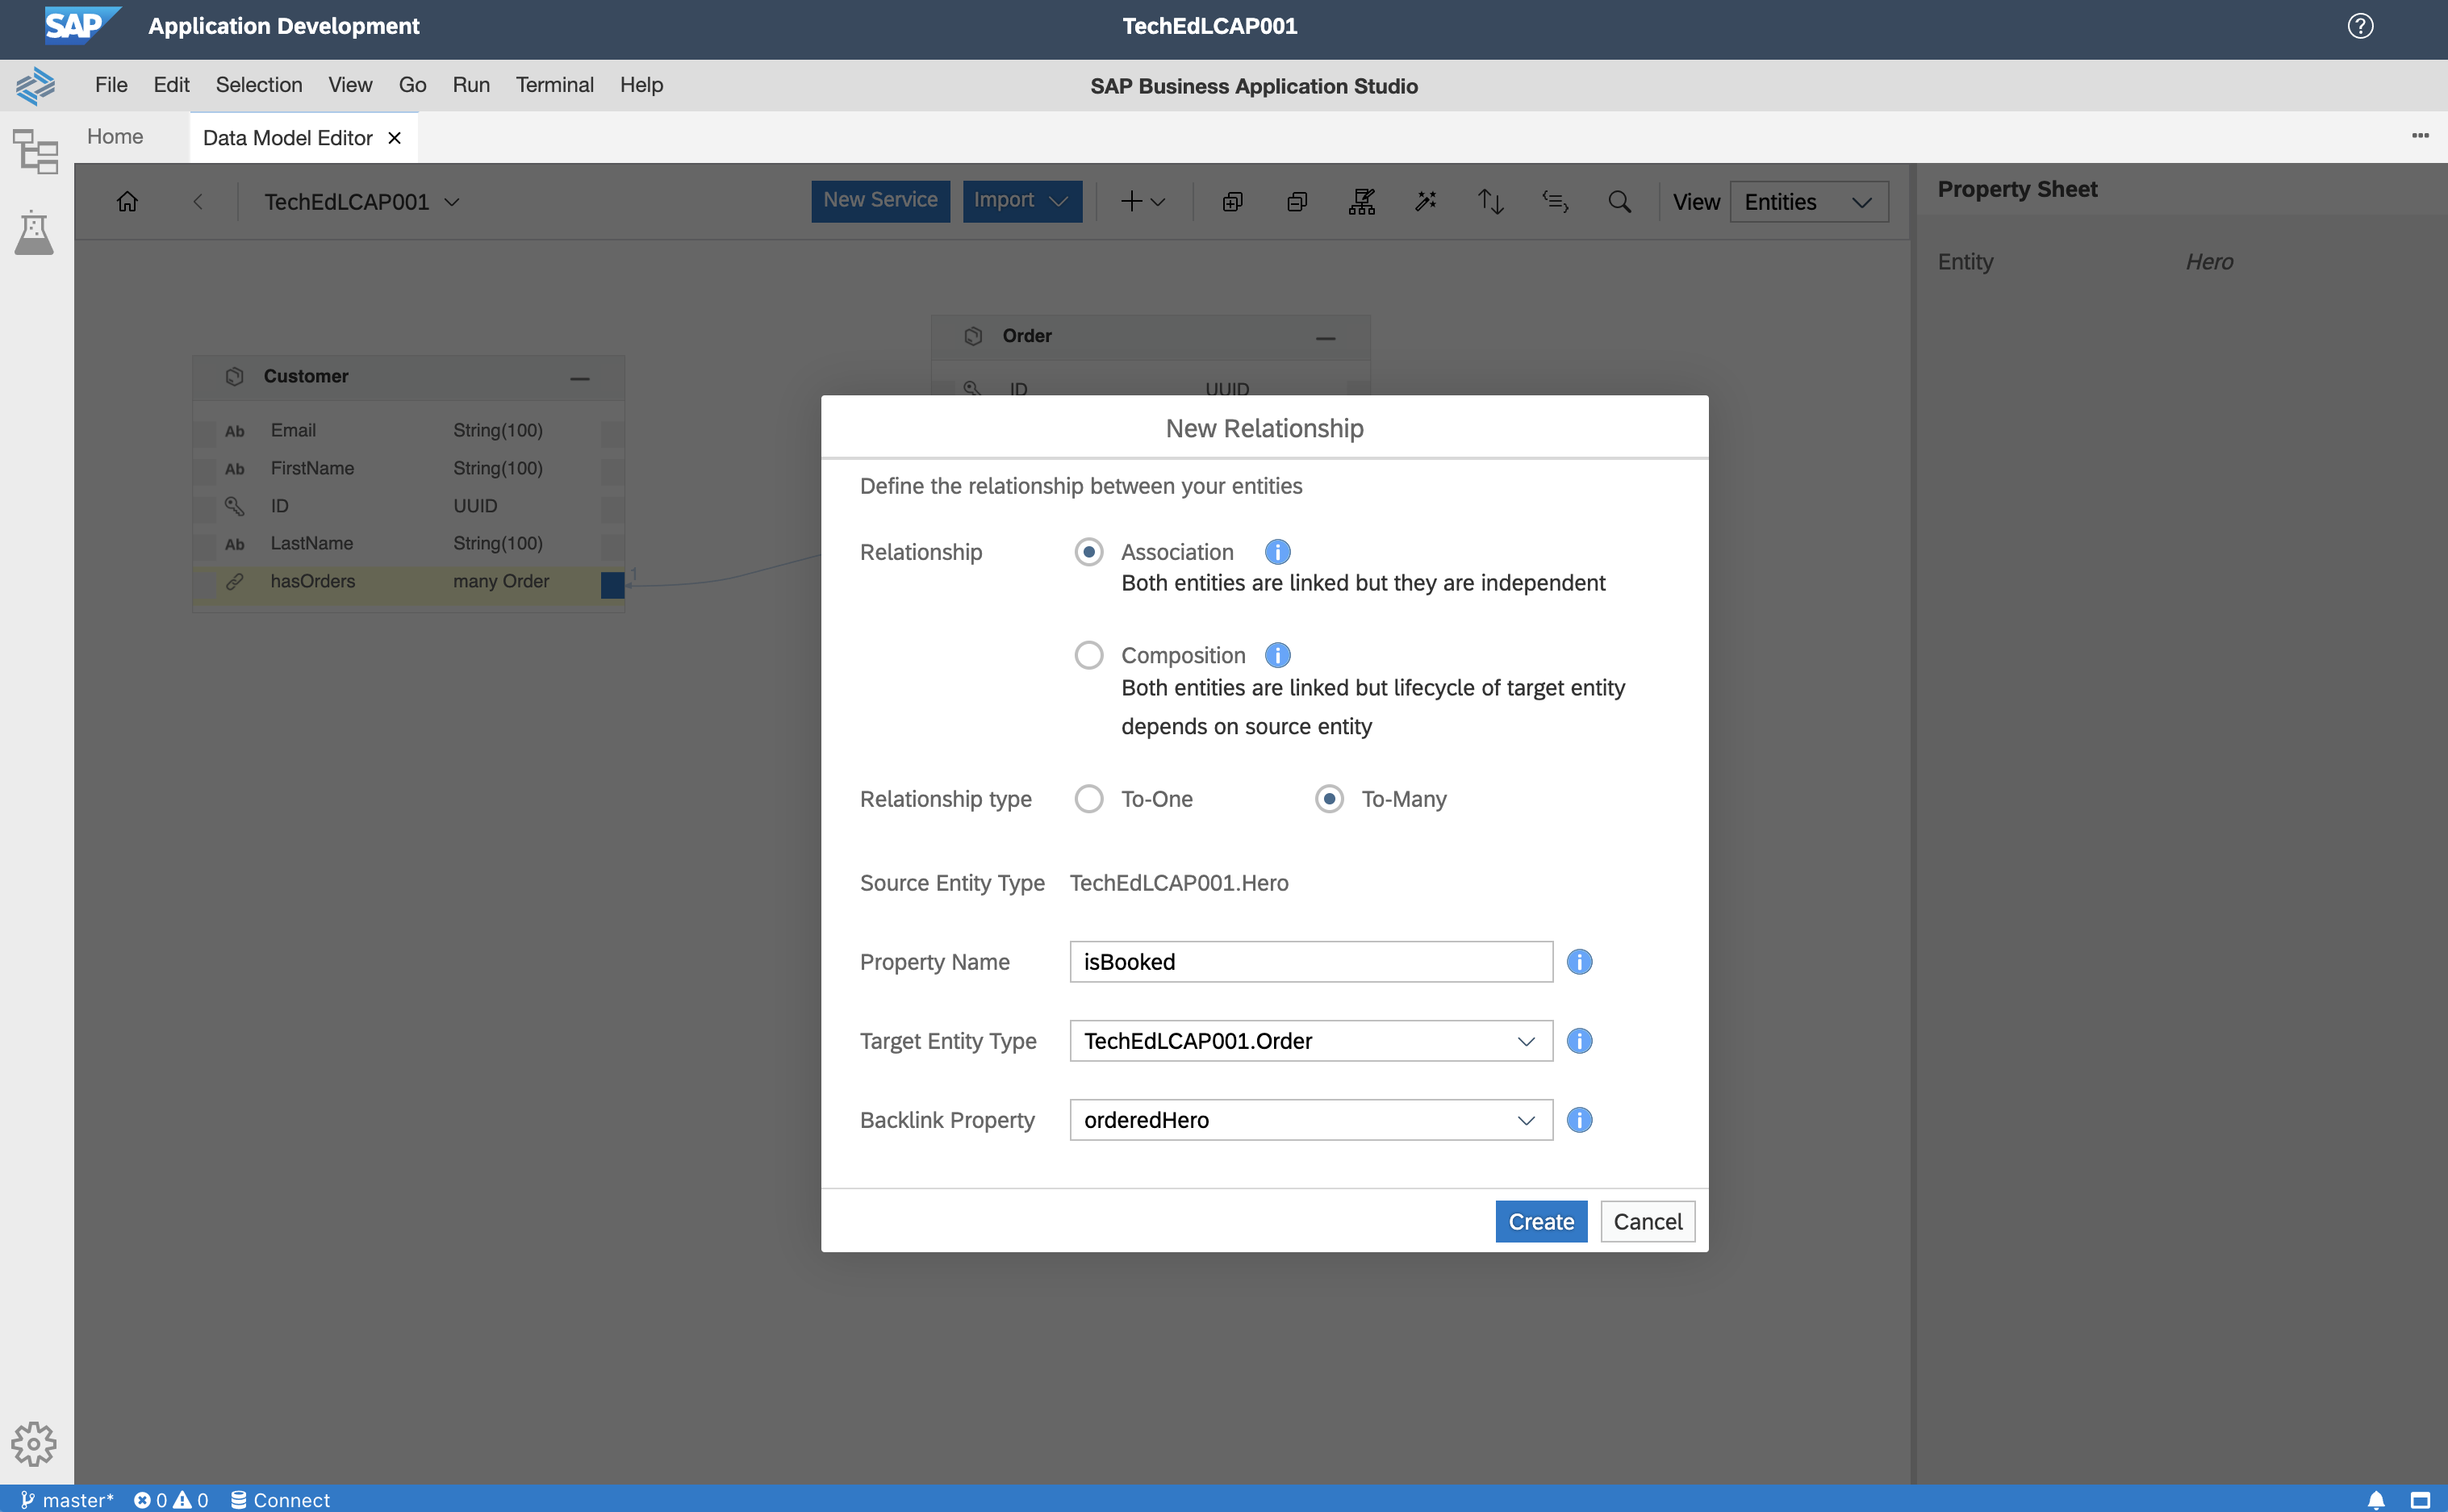 SAP Application Development TechEdLCAP001
File Edit Selection View Go Run Terminal Help SAP Business Application Studio
Home Data Model Editor
TechEdLCAP001 New Service Import View Entities
Property Sheet
Entity Hero
Order
ID UUID
Customer
Ab Email String(100)
Ab FirstName String(100)
ID UUID
Ab LastName String(100)
hasOrders many Order 1
New Relationship
Define the relationship between your entities
Relationship Association
Both entities are linked but they are independent
Composition
Both entities are linked but lifecycle of target entity
depends on source entity
Relationship type To-One To-Many
Source Entity Type TechEdLCAP001.Hero
Property Name isBooked
Target Entity Type TechEdLCAP001.Order
Backlink Property orderedHero
Create Cancel
master* 0 0 Connect